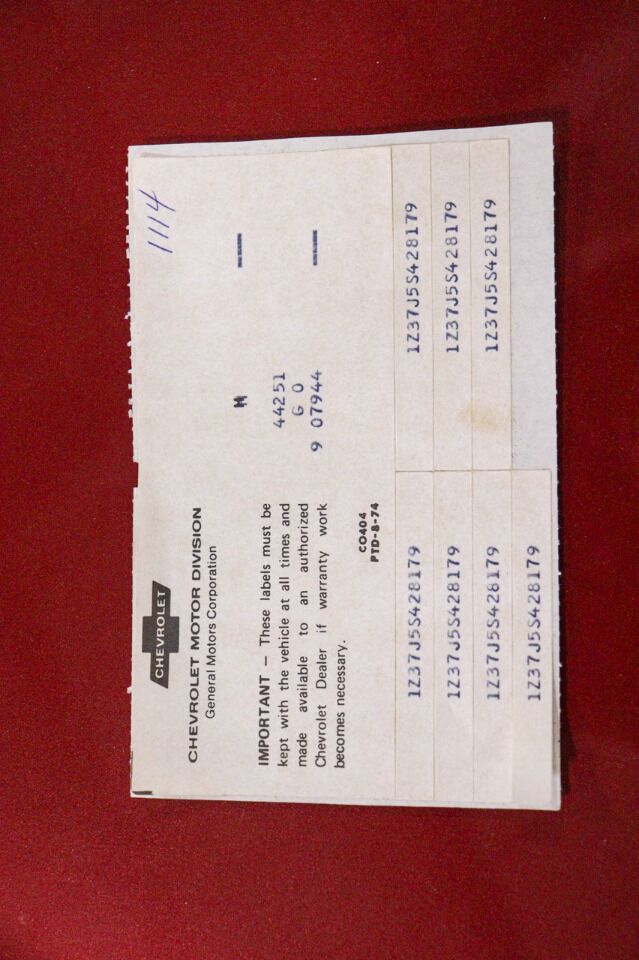 1114
CHEVROLET
CHEVROLET MOTOR DIVISION
General Motors Corporation
IMPORTANT — These labels must be
kept with the vehicle at all times and
made available to an authorized
Chevrolet Dealer if warranty work
becomes necessary.
CO404
PTD-8-74
44251
G O
9 07944
1Z37J5S428179
1Z37J5S428179
1Z37J5S428179
1Z37J5S428179
1Z37J5S428179
1Z37J5S428179
1Z37J5S428179